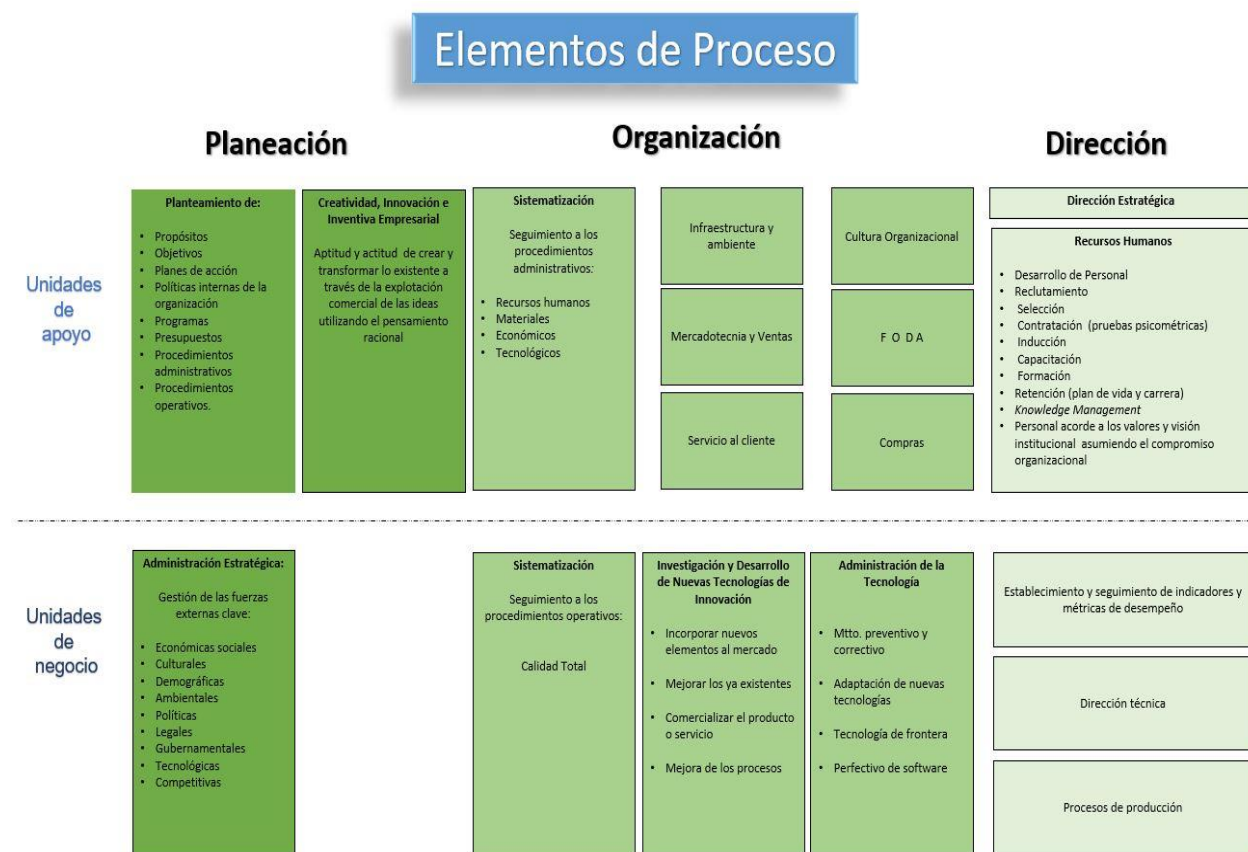 Elementos de Proceso
Planeación
Organización
Dirección
Unidades
de
apoyo
Planteamiento de:
• Propósitos
• Objetivos
• Planes de acción
• Políticas internas de la
organización
• Programas
• Presupuestos
• Procedimientos
administrativos
• Procedimientos
operativos.
Creatividad, Innovación e
Inventiva Empresarial
Aptitud y actitud de crear y
transformar lo existente a
través de la explotación
comercial de las ideas
utilizando el pensamiento
racional
Sistematización
Seguimiento a los
procedimientos
administrativos:
• Recursos humanos
• Materiales
• Económicos
• Tecnológicos
Infraestructura y
ambiente
Mercadotecnia y Ventas
Servicio al cliente
Cultura Organizacional
F O D A
Compras
Dirección Estratégica
Recursos Humanos
• Desarrollo de Personal
• Reclutamiento
• Selección
• Contratación (pruebas psicométricas)
• Inducción
• Capacitación
• Formación
• Retención (plan de vida y carrera)
• Knowledge Management
• Personal acorde a los valores y visión
institucional asumiendo el compromiso
organizacional
Unidades
de
negocio
Administración Estratégica:
Gestión de las fuerzas
externas clave:
• Económicas sociales
• Culturales
• Demográficas
• Ambientales
• Políticas
• Legales
• Gubernamentales
• Tecnológicas
• Competitivas
Sistematización
Seguimiento a los
procedimientos operativos:
Calidad Total
Investigación y Desarrollo
de Nuevas Tecnologías de
Innovación
• Incorporar nuevos
elementos al mercado
• Mejorar los ya existentes
• Comercializar el producto
o servicio
• Mejora de los procesos
Administración de la
Tecnología
• Mtto. preventivo y
correctivo
• Adaptación de nuevas
tecnologías
• Tecnología de frontera
• Perfectivo de software
Establecimiento y seguimiento de indicadores y
métricas de desempeño
Dirección técnica
Procesos de producción